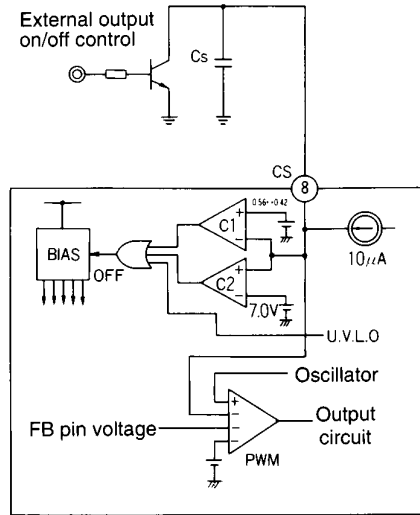 External output
on/off control
Cs
CS
8
0.56↔0.42
C1
10μA
BIAS
OFF
C2
7.0V
U.V.L.O
Oscillator
FB pin voltage
Output
circuit
PWM